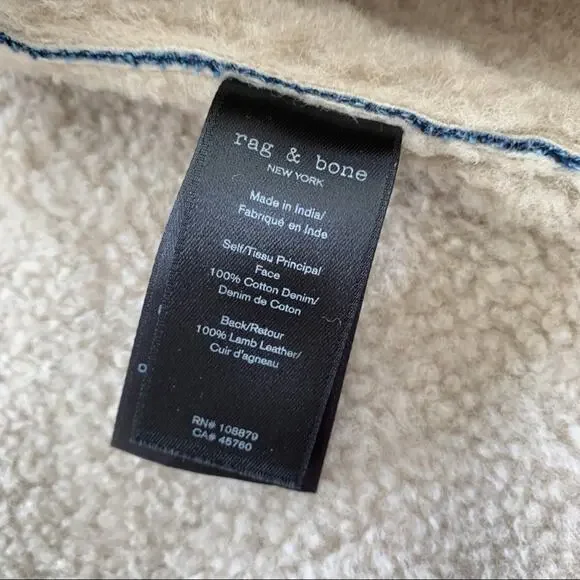 rag & bone
NEW YORK
Made in India/
Fabriqué en Inde
Self/Tissu Principal/
Face
100% Cotton Denim/
Denim de Coton
Back/Retour
100% Lamb Leather/
Cuir d'agneau
RN# 108879
CA# 45760